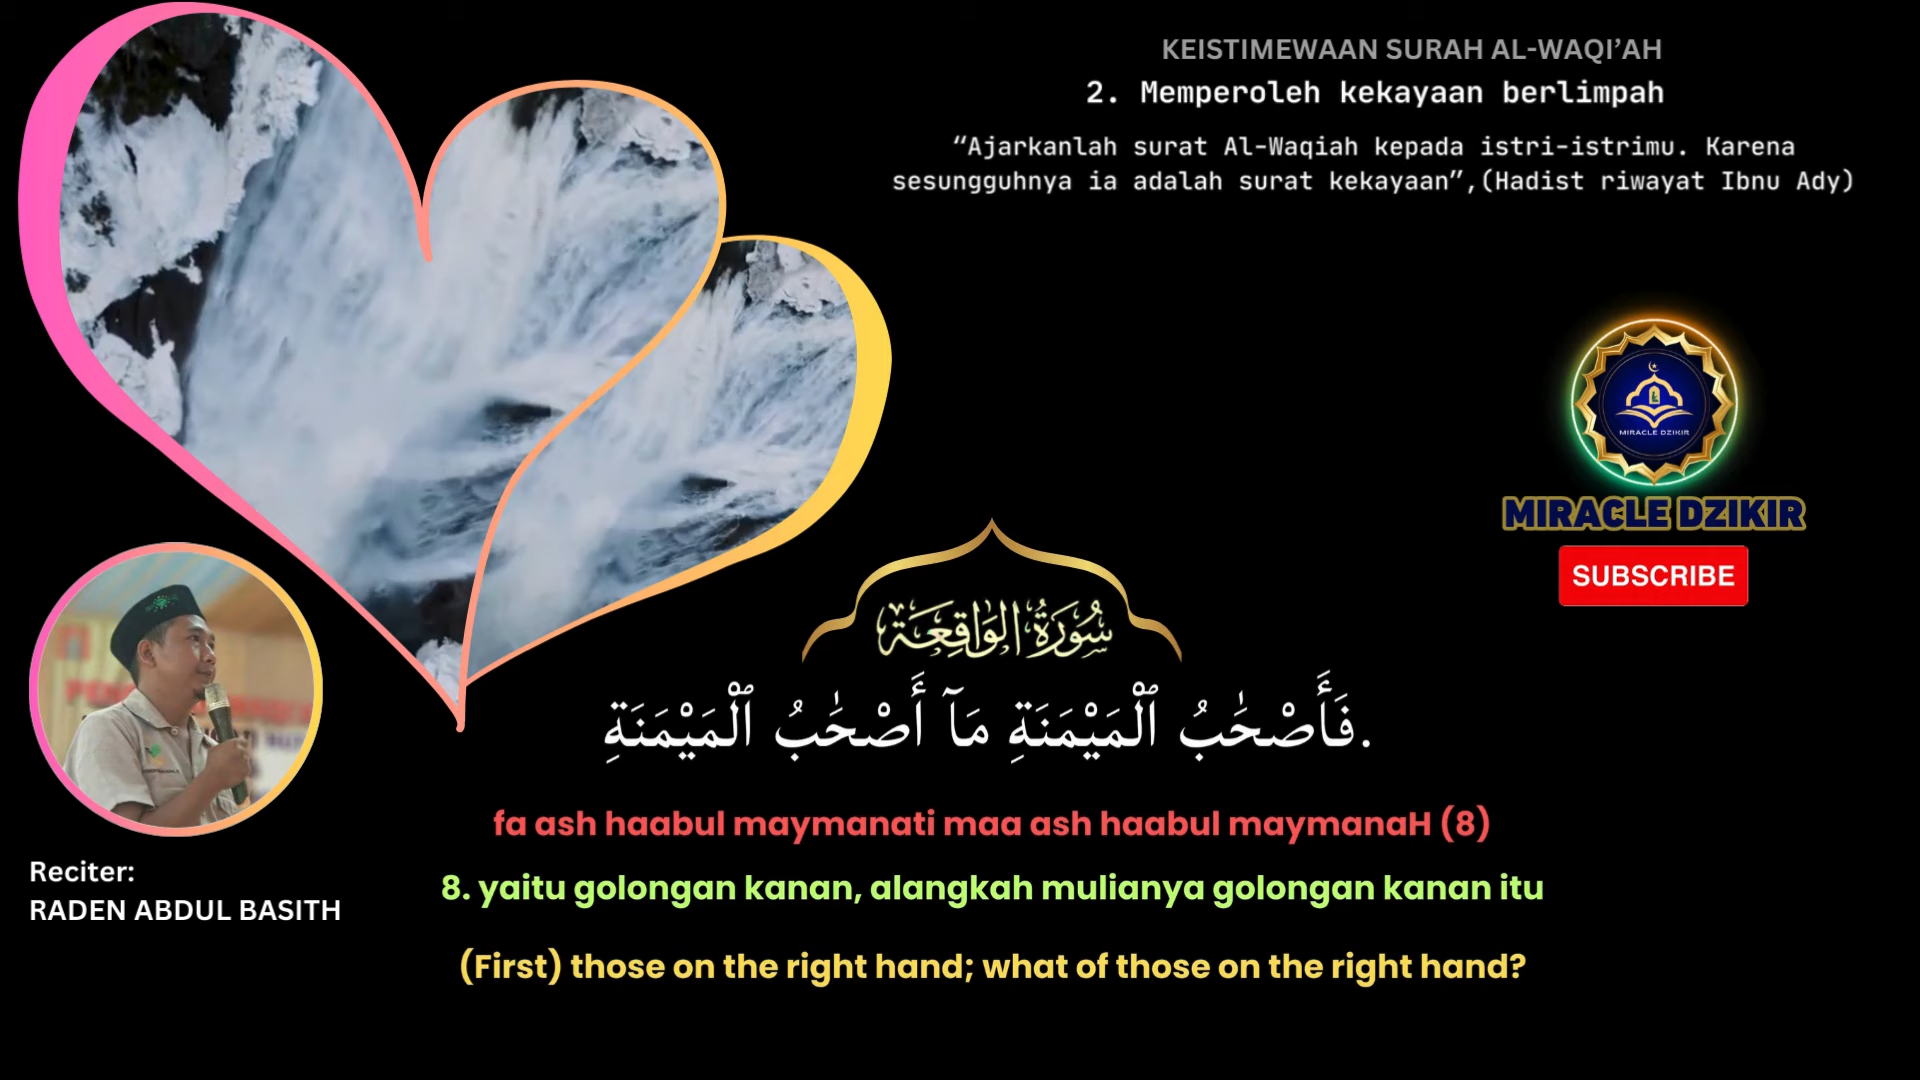 KEISTIMEWAAN SURAH AL-WAQI’AH
2. Memperoleh kekayaan berlimpah
“Ajarkanlah surat Al-Waqiah kepada istri-istrimu. Karena
sesungguhnya ia adalah surat kekayaan”,(Hadist riwayat Ibnu Ady)
MIRACLE DZIKIR
MIRACLE DZIKIR
SUBSCRIBE
سُورَةُ الوَاقِعَة
فَأَصْحَٰبُ ٱلْمَيْمَنَةِ مَآ أَصْحَٰبُ ٱلْمَيْمَنَةِ.
fa ash haabul maymanati maa ash haabul maymanaH (8)
8. yaitu golongan kanan, alangkah mulianya golongan kanan itu
(First) those on the right hand; what of those on the right hand?
Reciter:
RADEN ABDUL BASITH